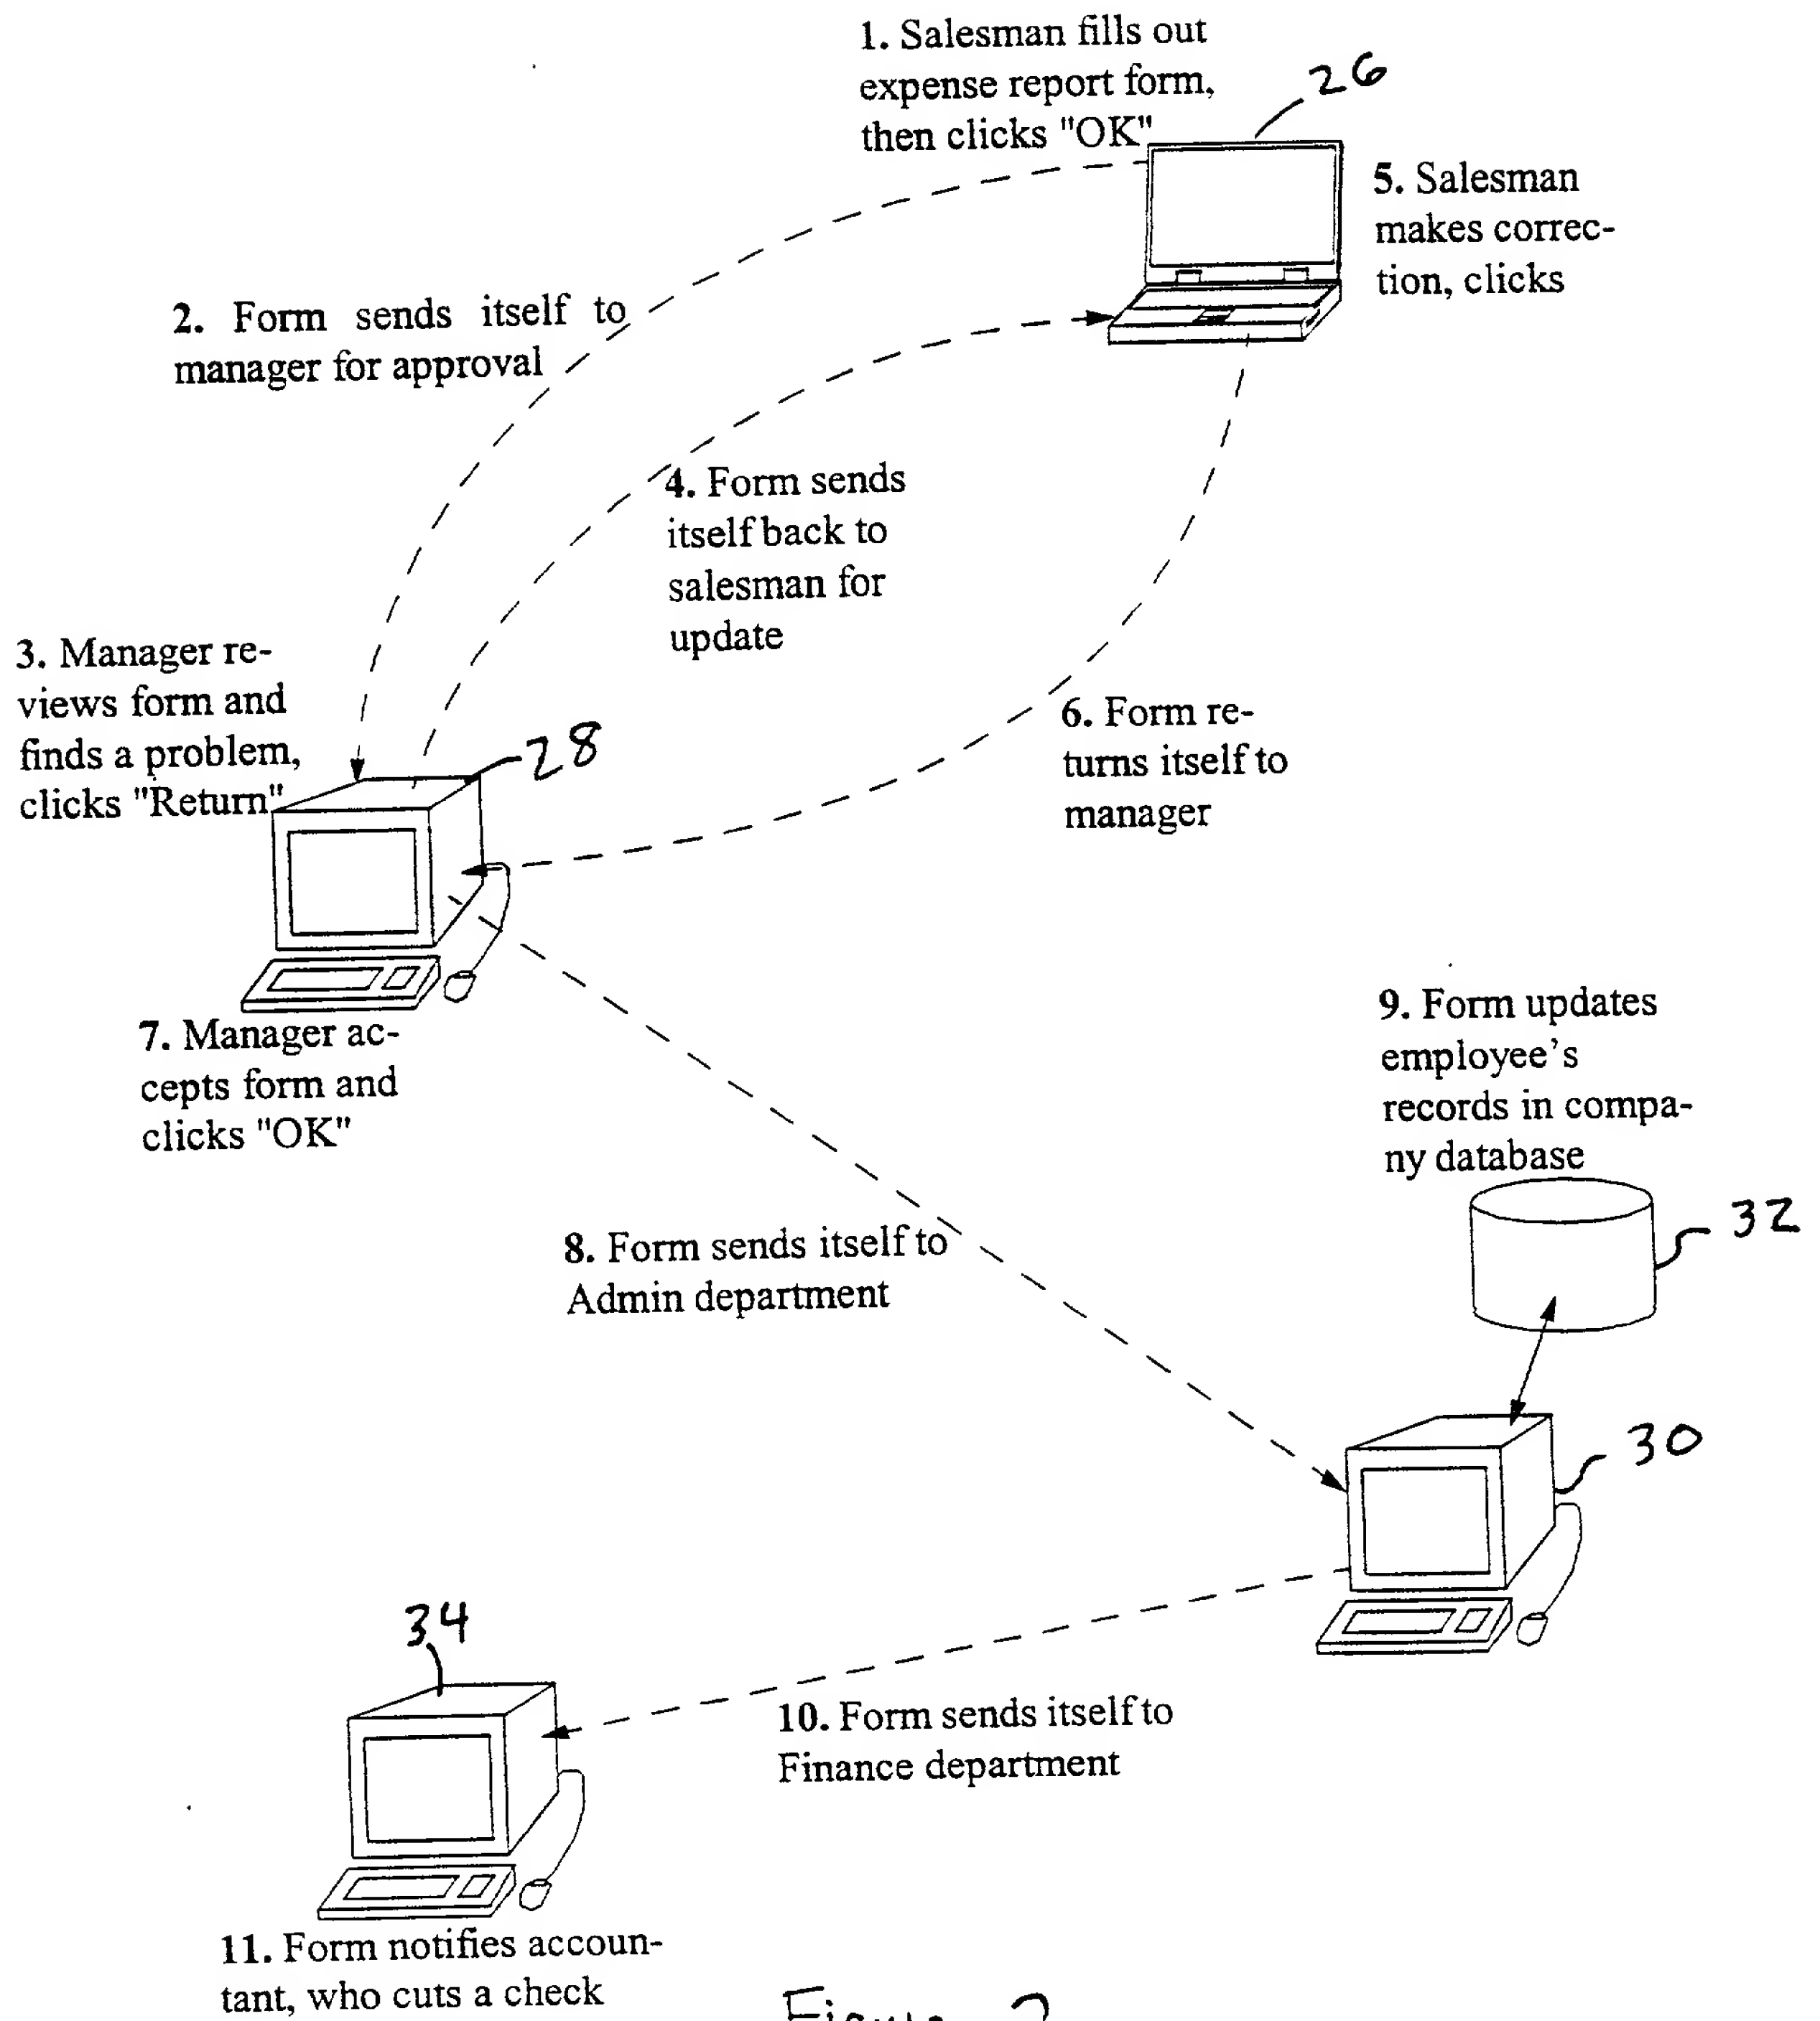 1. Salesman fills out
expense report form,
then clicks "OK"
26
5. Salesman
makes correc-
tion, clicks
2. Form sends itself to
manager for approval
4. Form sends
itself back to
salesman for
update
3. Manager re-
views form and
finds a problem,
clicks "Return"
28
6. Form re-
turns itself to
manager
7. Manager ac-
cepts form and
clicks "OK"
9. Form updates
employee's
records in compa-
ny database
32
8. Form sends itself to
Admin department
30
34
10. Form sends itself to
Finance department
11. Form notifies accoun-
tant, who cuts a check
Figure